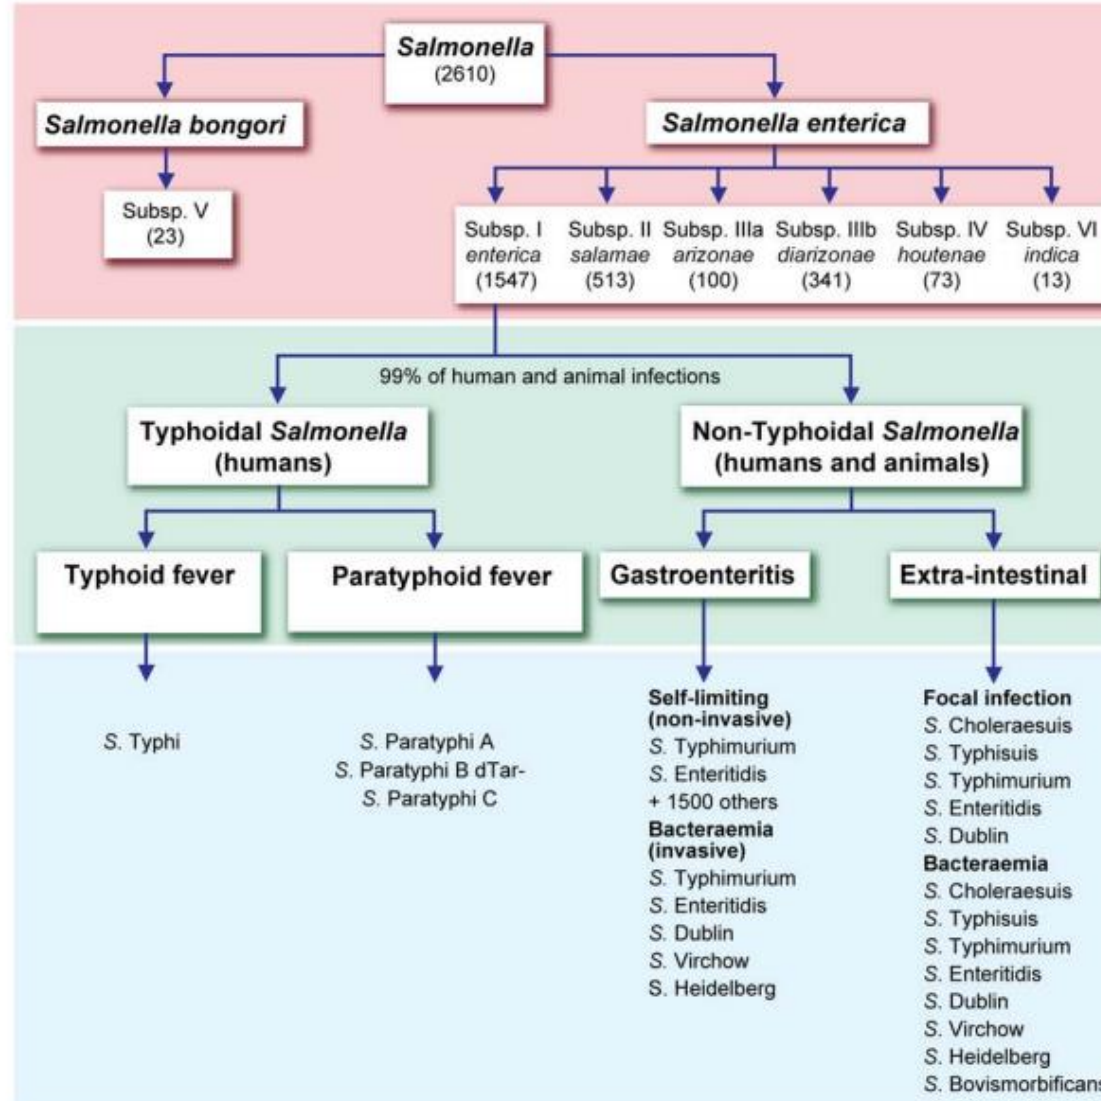 Salmonella
(2610)
Salmonella bongori
Salmonella enterica
Subsp. V
(23)
Subsp. I
enterica
(1547)
Subsp. II
salamae
(513)
Subsp. IIIa
arizonae
(100)
Subsp. IIIb
diarizonae
(341)
Subsp. IV
houtenae
(73)
Subsp. VI
indica
(13)
99% of human and animal infections
Typhoidal Salmonella
(humans)
Non-Typhoidal Salmonella
(humans and animals)
Typhoid fever
Paratyphoid fever
Gastroenteritis
Extra-intestinal
S. Typhi
S. Paratyphi A
S. Paratyphi B dTar-
S. Paratyphi C
Self-limiting
(non-invasive)
S. Typhimurium
S. Enteritidis
+ 1500 others
Bacteraemia
(invasive)
S. Typhimurium
S. Enteritidis
S. Dublin
S. Virchow
S. Heidelberg
Focal infection
S. Choleraesuis
S. Typhisuis
S. Typhimurium
S. Enteritidis
S. Dublin
Bacteraemia
S. Choleraesuis
S. Typhisuis
S. Typhimurium
S. Enteritidis
S. Dublin
S. Virchow
S. Heidelberg
S. Bovismorbificans